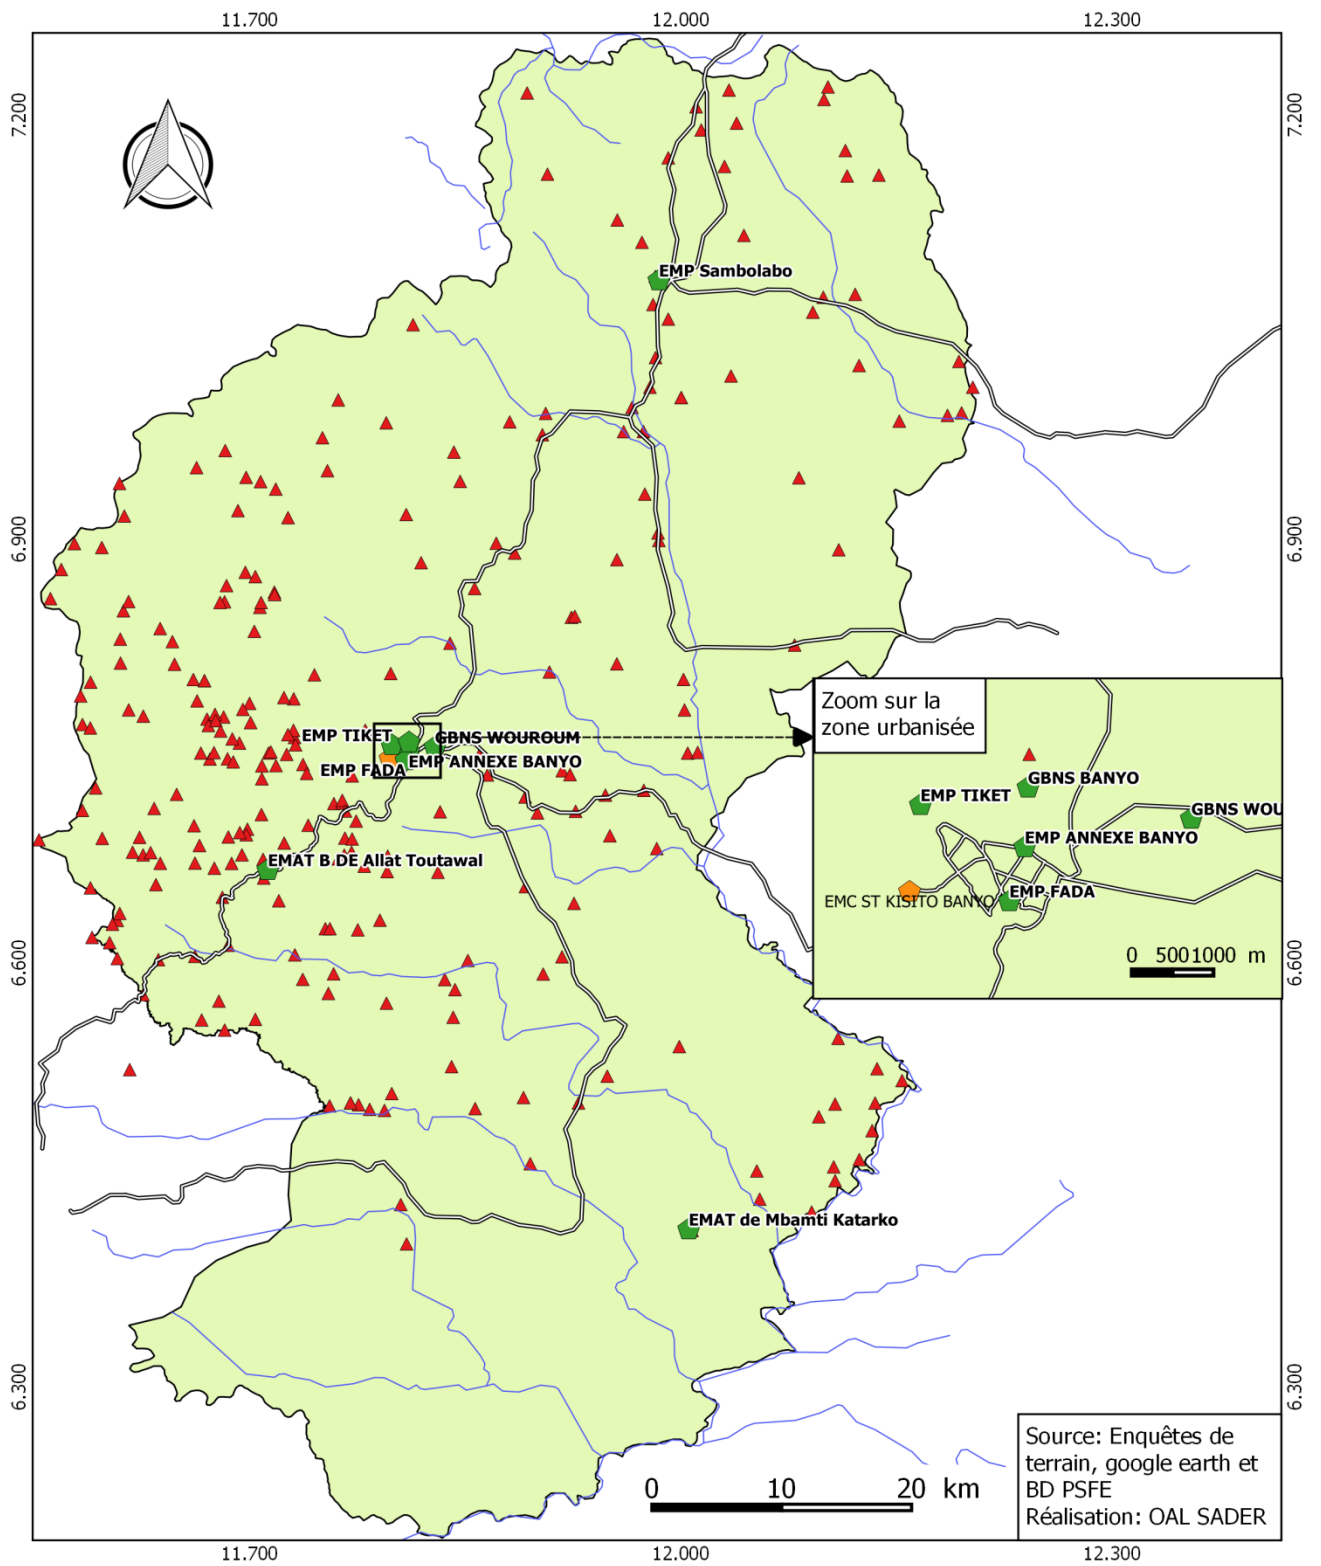 11.700 12.000 12.300
7.200 7.200
EMP Sambolabo
6.900 6.900
Zoom sur la
zone urbanisée
EMP TIKET GBNS WOUROUM
EMP FADA EMP ANNEXE BANYO
GBNS BANYO
EMP TIKET
GBNS WOU
EMP ANNEXE BANYO
EMP FADA
EMC ST KISITO BANYO
0 5001000 m
EMAT B DE Allat Toutawal
6.600 6.600
EMAT de Mbamti Katarko
6.300 6.300
Source: Enquêtes de
terrain, google earth et
BD PSFE
Réalisation: OAL SADER
0 10 20 km
11.700 12.000 12.300